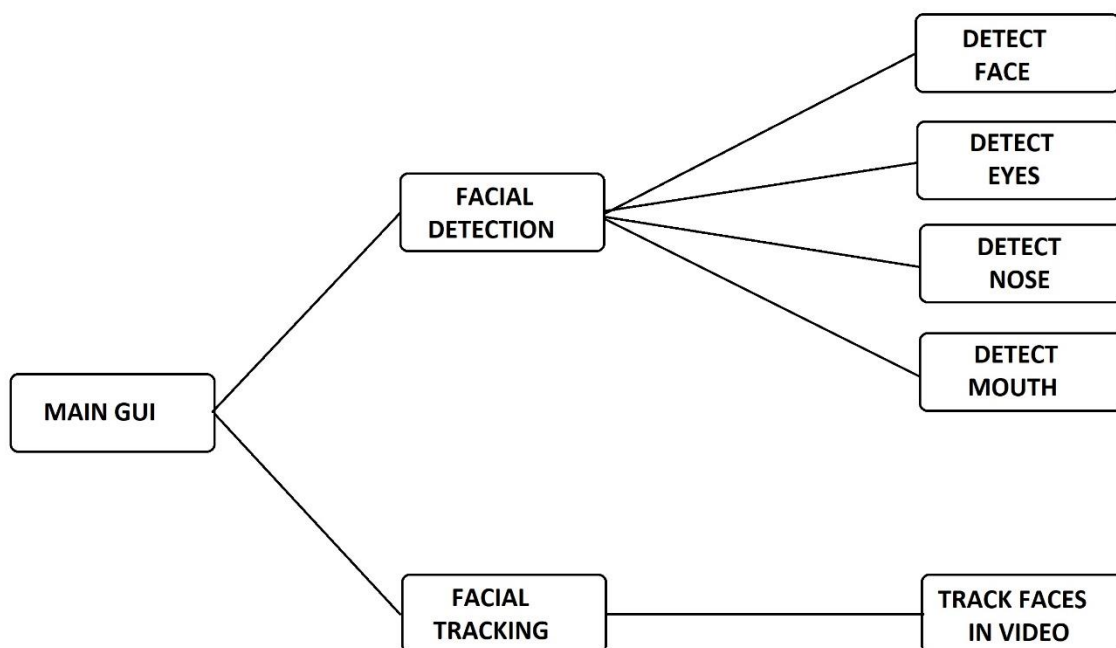 DETECT
FACE
DETECT
EYES
FACIAL
DETECTION
DETECT
NOSE
DETECT
MOUTH
MAIN GUI
FACIAL
TRACKING
TRACK FACES
IN VIDEO